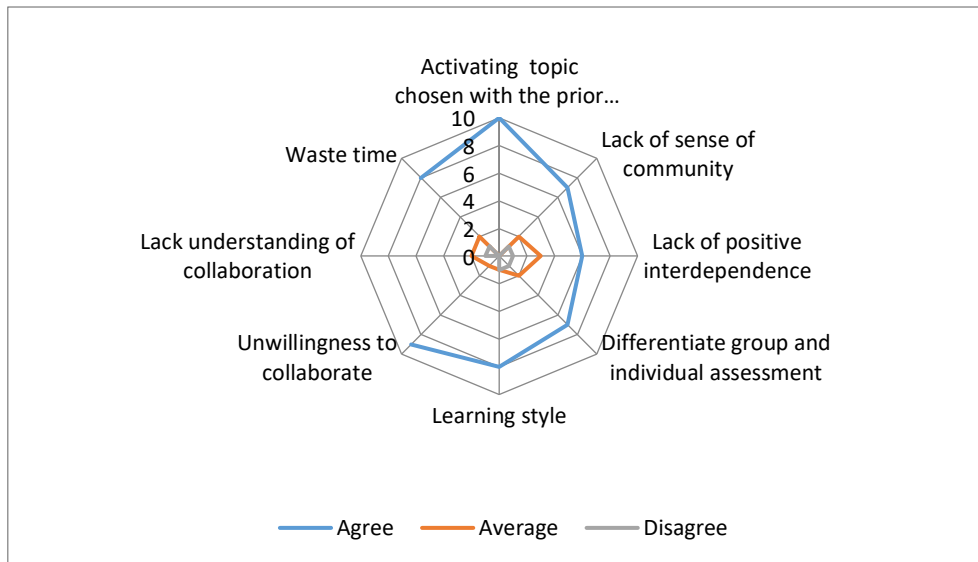 Activating topic
chosen with the prior...
10
8
6
4
2
0
Waste time
Lack of sense of
community
Lack understanding of
collaboration
Lack of positive
interdependence
Unwillingness to
collaborate
Differentiate group and
individual assessment
Learning style
Agree Average Disagree